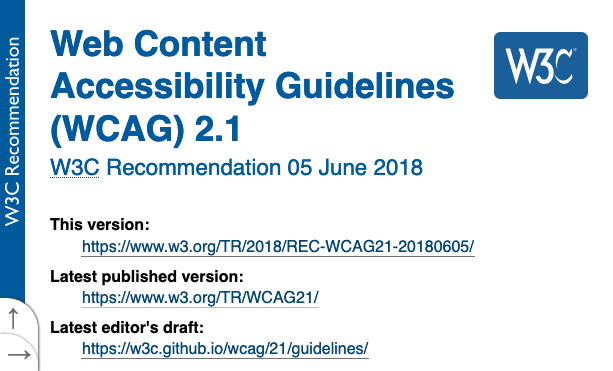 W3C Recommendation
Web Content
Accessibility Guidelines
(WCAG) 2.1
W3C
W3C Recommendation 05 June 2018
This version:
https://www.w3.org/TR/2018/REC-WCAG21-20180605/
Latest published version:
https://www.w3.org/TR/WCAG21/
Latest editor's draft:
https://w3c.github.io/wcag/21/guidelines/
↑
→